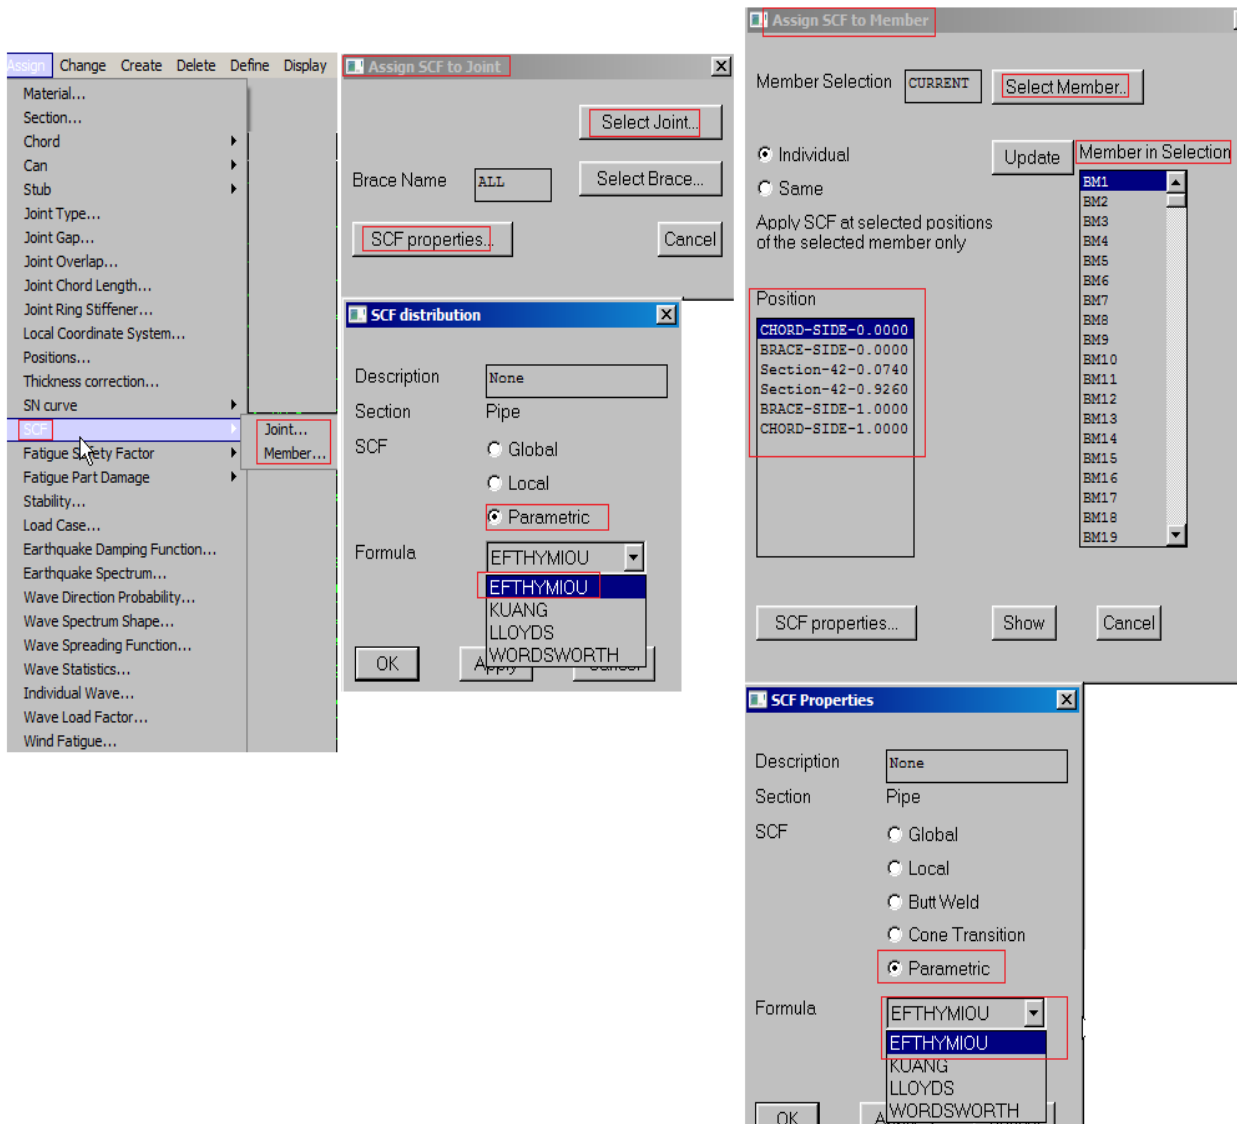 Assign Change Create Delete Define Display
Material...
Section...
Chord
Can
Stub
Joint Type...
Joint Gap...
Joint Overlap...
Joint Chord Length...
Joint Ring Stiffener...
Local Coordinate System...
Positions...
Thickness correction...
SN curve
SCF
Fatigue Safety Factor
Fatigue Part Damage
Stability...
Load Case...
Earthquake Damping Function...
Earthquake Spectrum...
Wave Direction Probability...
Wave Spectrum Shape...
Wave Spreading Function...
Wave Statistics...
Individual Wave...
Wave Load Factor...
Wind Fatigue...
Joint...
Member...
Assign SCF to Joint
Select Joint...
Brace Name ALL Select Brace...
SCF properties... Cancel
SCF distribution
Description None
Section Pipe
SCF Global
Local
Parametric
Formula EFTHYMIOU
EFTHYMIOU
KUANG
LLOYDS
WORDSWORTH
OK Apply Cancel
Assign SCF to Member
Member Selection CURRENT Select Member..
Individual
Same
Update
Member in Selection
Apply SCF at selected positions
of the selected member only
Position
CHORD-SIDE-0.0000
BRACE-SIDE-0.0000
Section-42-0.0740
Section-42-0.9260
BRACE-SIDE-1.0000
CHORD-SIDE-1.0000
BM1
BM2
BM3
BM4
BM5
BM6
BM7
BM8
BM9
BM10
BM11
BM12
BM13
BM14
BM15
BM16
BM17
BM18
BM19
SCF properties... Show Cancel
SCF Properties
Description None
Section Pipe
SCF Global
Local
Butt Weld
Cone Transition
Parametric
Formula EFTHYMIOU
EFTHYMIOU
KUANG
LLOYDS
WORDSWORTH
OK